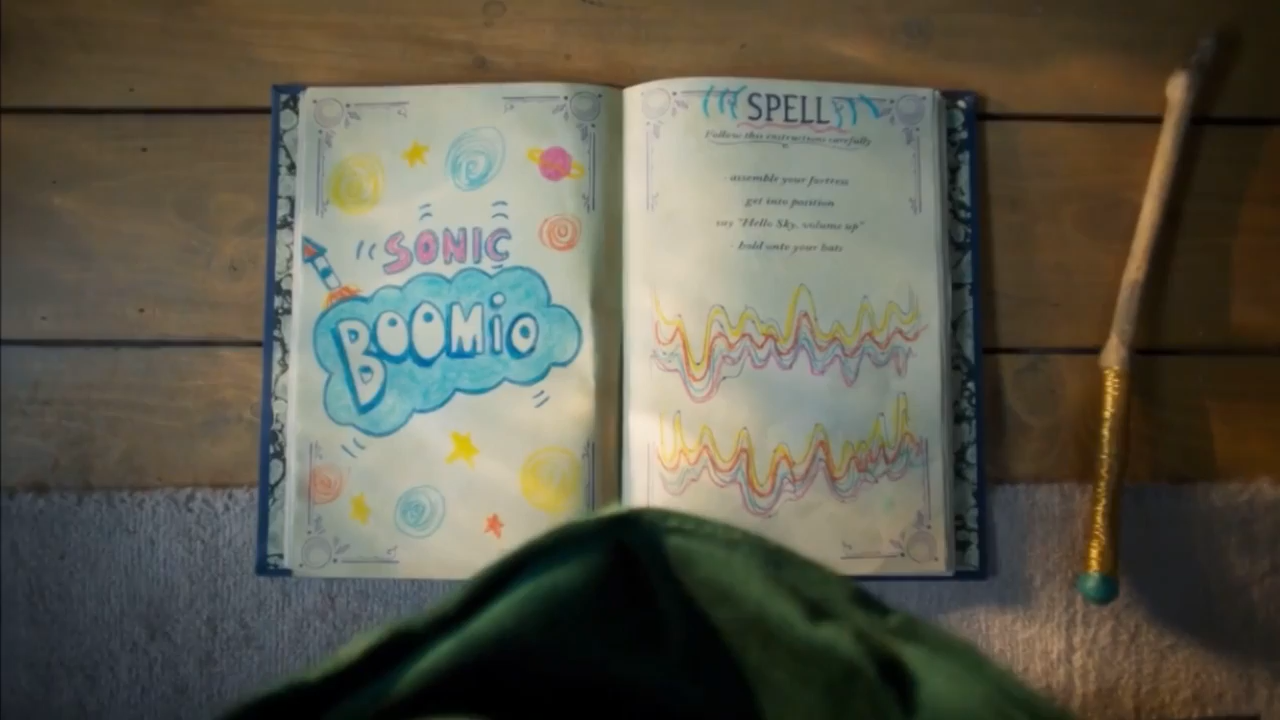 SONIC
BOOMiO
SPELL
Follow this instructions carefully
- assemble your fortress
get into position
say "Hello Sky, volume up"
- hold onto your hats